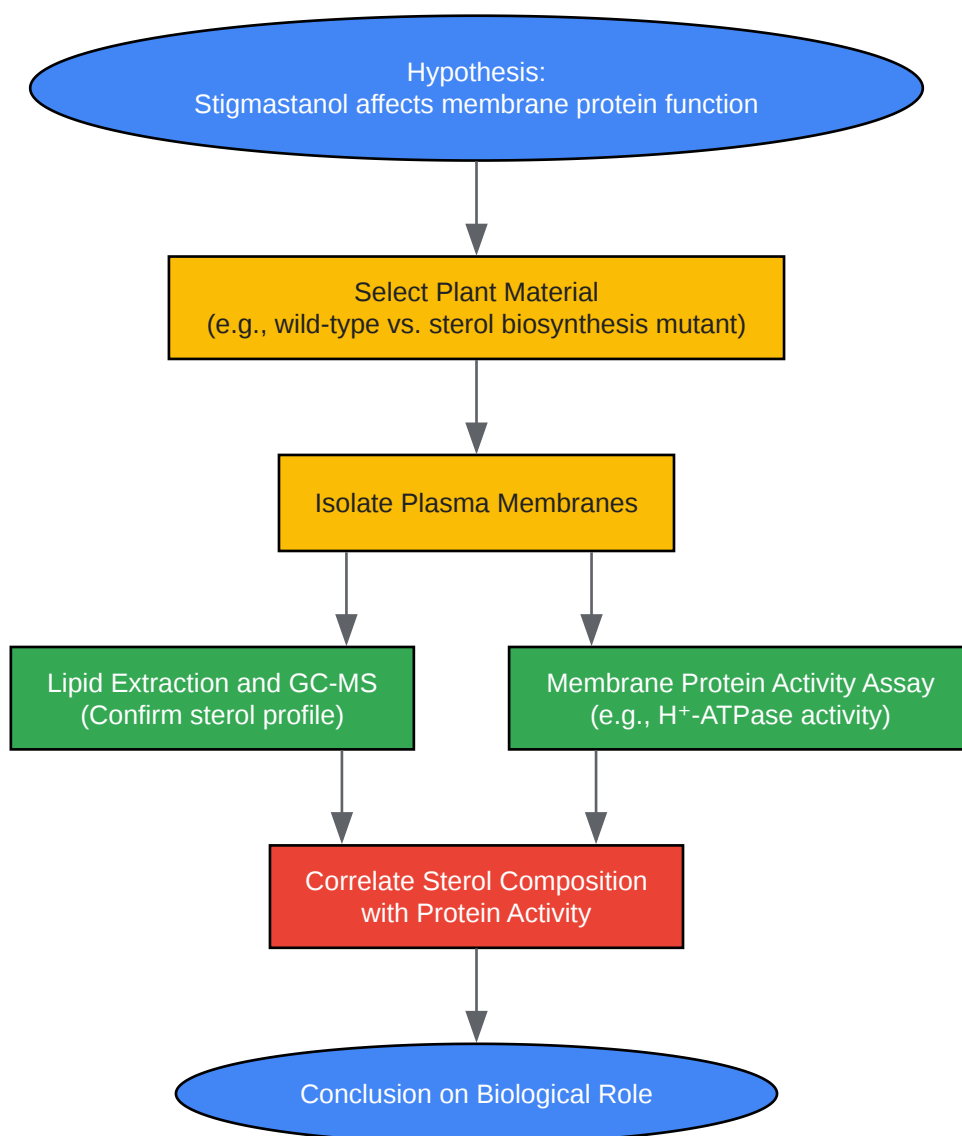 Hypothesis:
Stigmastanol affects membrane protein function
Select Plant Material
(e.g., wild-type vs. sterol biosynthesis mutant)
Isolate Plasma Membranes
Lipid Extraction and GC-MS
(Confirm sterol profile)
Membrane Protein Activity Assay
(e.g., H⁺-ATPase activity)
Correlate Sterol Composition
with Protein Activity
Conclusion on Biological Role